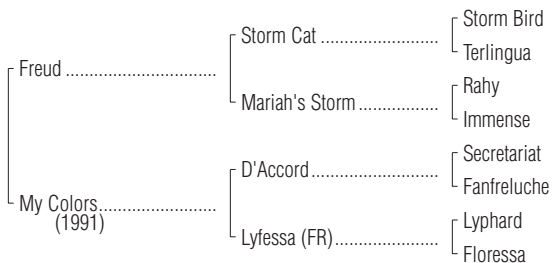 Storm Bird
Storm Cat ........................
Terlingua
Freud ...............................
Rahy
Mariah's Storm ................
Immense
Secretariat
D'Accord .........................
Fanfreluche
My Colors ........................
(1991)
Lyphard
Lyfessa (FR) .....................
Floressa